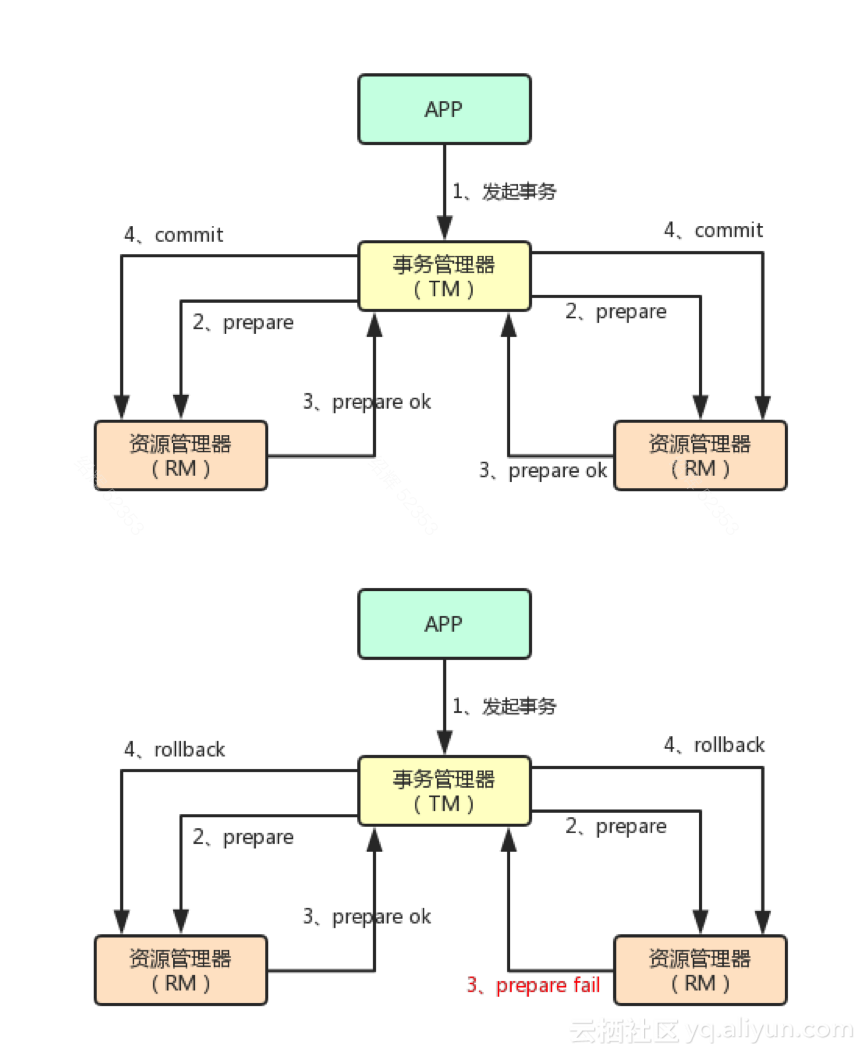 APP
1、发起事务
4、commit
4、commit
事务管理器
（TM）
2、prepare
2、prepare
3、prepare ok
资源管理器
（RM）
资源管理器
（RM）
3、prepare ok
APP
1、发起事务
4、rollback
4、rollback
事务管理器
（TM）
2、prepare
2、prepare
3、prepare ok
资源管理器
（RM）
资源管理器
（RM）
3、prepare fail
云栖社区 yq.aliyun.com